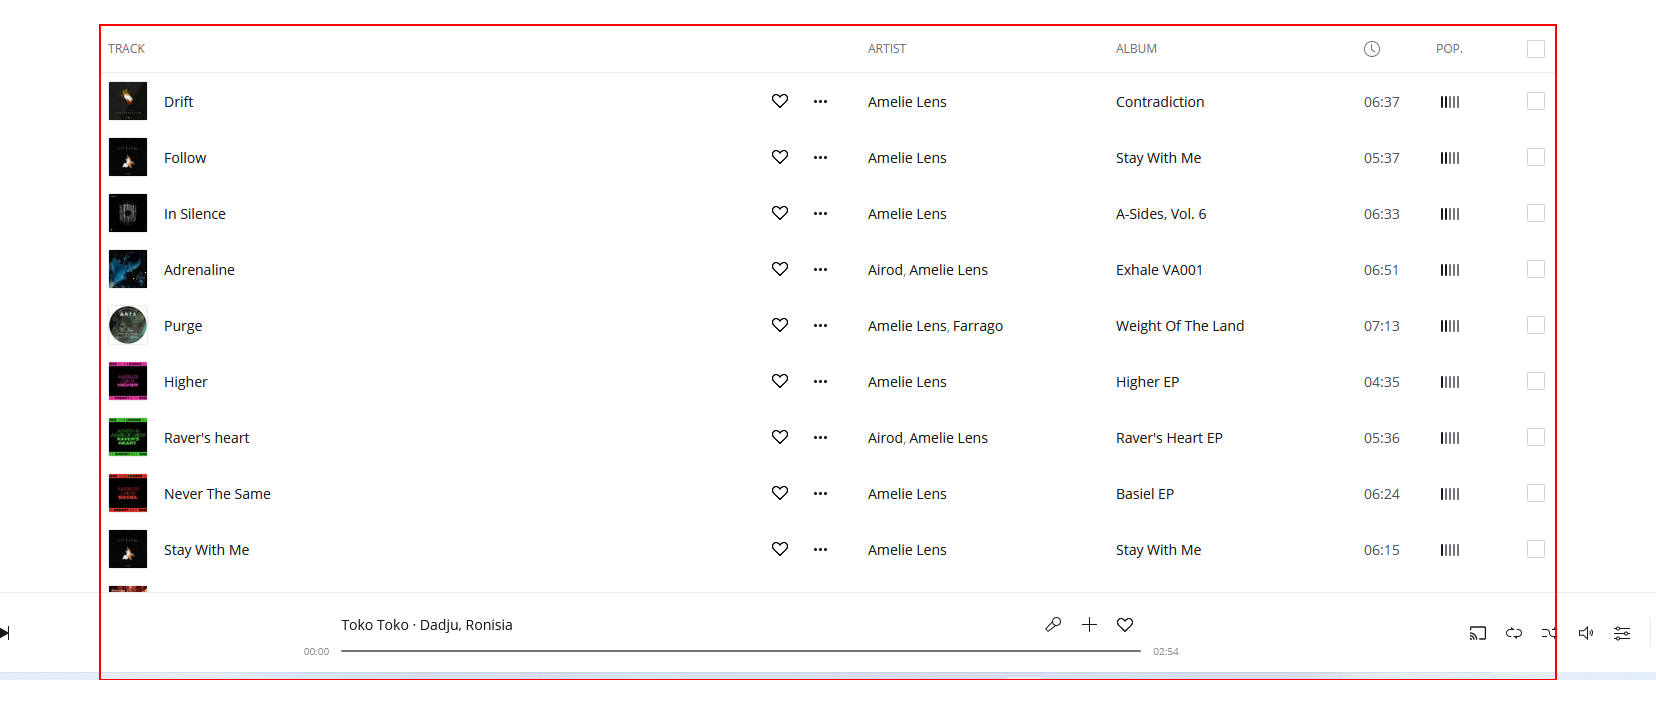 TRACK ARTIST ALBUM POP.
Drift Amelie Lens Contradiction 06:37
Follow Amelie Lens Stay With Me 05:37
In Silence Amelie Lens A-Sides, Vol. 6 06:33
Adrenaline Airod, Amelie Lens Exhale VA001 06:51
Purge Amelie Lens, Farrago Weight Of The Land 07:13
Higher Amelie Lens Higher EP 04:35
Raver's heart Airod, Amelie Lens Raver's Heart EP 05:36
Never The Same Amelie Lens Basiel EP 06:24
Stay With Me Amelie Lens Stay With Me 06:15
Toko Toko · Dadju, Ronisia
00:00 02:54